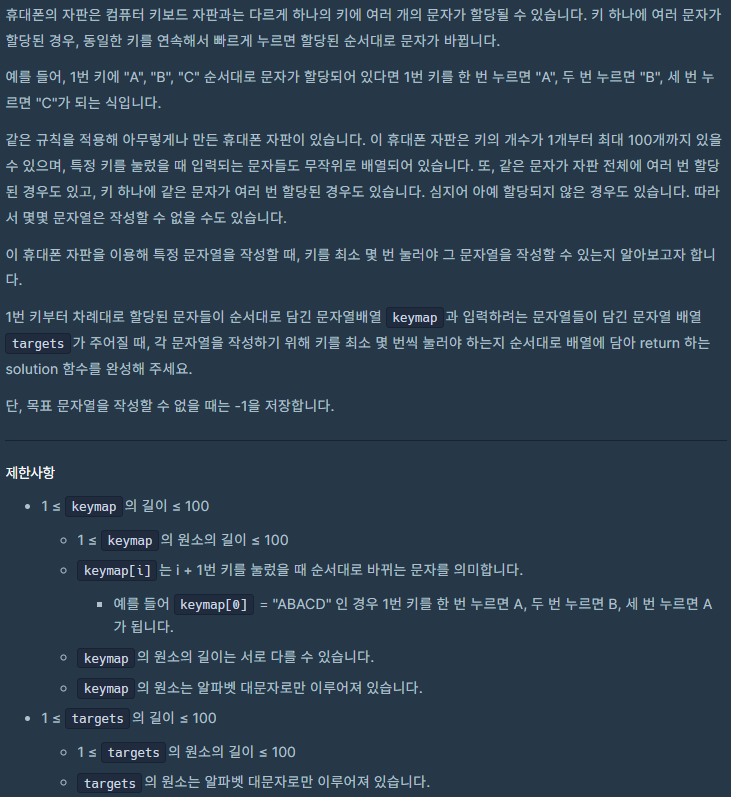 휴대폰의 자판은 컴퓨터 키보드 자판과는 다르게 하나의 키에 여러 개의 문자가 할당될 수 있습니다. 키 하나에 여러 문자가
할당된 경우, 동일한 키를 연속해서 빠르게 누르면 할당된 순서대로 문자가 바뀝니다.
예를 들어, 1번 키에 "A", "B", "C" 순서대로 문자가 할당되어 있다면 1번 키를 한 번 누르면 "A", 두 번 누르면 "B", 세 번 누
르면 "C"가 되는 식입니다.
같은 규칙을 적용해 아무렇게나 만든 휴대폰 자판이 있습니다. 이 휴대폰 자판은 키의 개수가 1개부터 최대 100개까지 있을
수 있으며, 특정 키를 눌렀을 때 입력되는 문자들도 무작위로 배열되어 있습니다. 또, 같은 문자가 자판 전체에 여러 번 할당
된 경우도 있고, 키 하나에 같은 문자가 여러 번 할당된 경우도 있습니다. 심지어 아예 할당되지 않은 경우도 있습니다. 따라
서 몇몇 문자열은 작성할 수 없을 수도 있습니다.
이 휴대폰 자판을 이용해 특정 문자열을 작성할 때, 키를 최소 몇 번 눌러야 그 문자열을 작성할 수 있는지 알아보고자 합니
다.
1번 키부터 차례대로 할당된 문자들이 순서대로 담긴 문자열배열 keymap 과 입력하려는 문자열들이 담긴 문자열 배열
targets 가 주어질 때, 각 문자열을 작성하기 위해 키를 최소 몇 번씩 눌러야 하는지 순서대로 배열에 담아 return 하는
solution 함수를 완성해 주세요.
단, 목표 문자열을 작성할 수 없을 때는 -1을 저장합니다.
제한사항
• 1 ≤ keymap 의 길이 ≤ 100
◦ 1 ≤ keymap 의 원소의 길이 ≤ 100
◦ keymap[i] 는 i + 1번 키를 눌렀을 때 순서대로 바뀌는 문자를 의미합니다.
▪ 예를 들어 keymap[0] = "ABACD" 인 경우 1번 키를 한 번 누르면 A, 두 번 누르면 B, 세 번 누르면 A
가 됩니다.
◦ keymap 의 원소의 길이는 서로 다를 수 있습니다.
◦ keymap 의 원소는 알파벳 대문자로만 이루어져 있습니다.
• 1 ≤ targets 의 길이 ≤ 100
◦ 1 ≤ targets 의 원소의 길이 ≤ 100
◦ targets 의 원소는 알파벳 대문자로만 이루어져 있습니다.